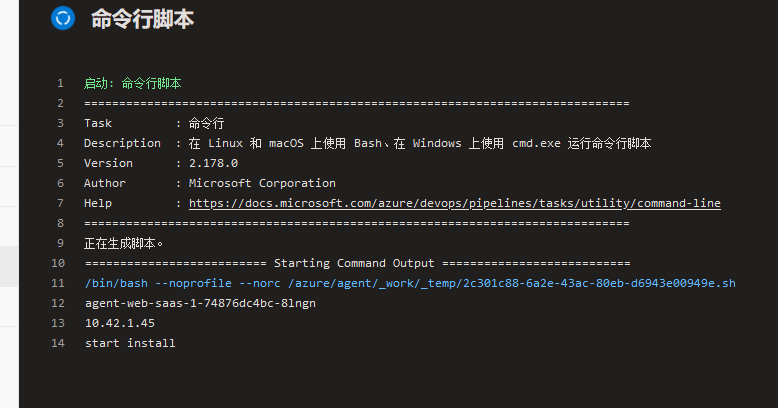 命令行脚本
1 启动: 命令行脚本
2 ==============================================================================
3 Task         : 命令行
4 Description  : 在 Linux 和 macOS 上使用 Bash、在 Windows 上使用 cmd.exe 运行命令行脚本
5 Version      : 2.178.0
6 Author       : Microsoft Corporation
7 Help         : https://docs.microsoft.com/azure/devops/pipelines/tasks/utility/command-line
8 ==============================================================================
9 正在生成脚本。
10 ========================== Starting Command Output ===========================
11 /bin/bash --noprofile --norc /azure/agent/_work/_temp/2c301c88-6a2e-43ac-80eb-d6943e00949e.sh
12 agent-web-saas-1-74876dc4bc-8lngn
13 10.42.1.45
14 start install